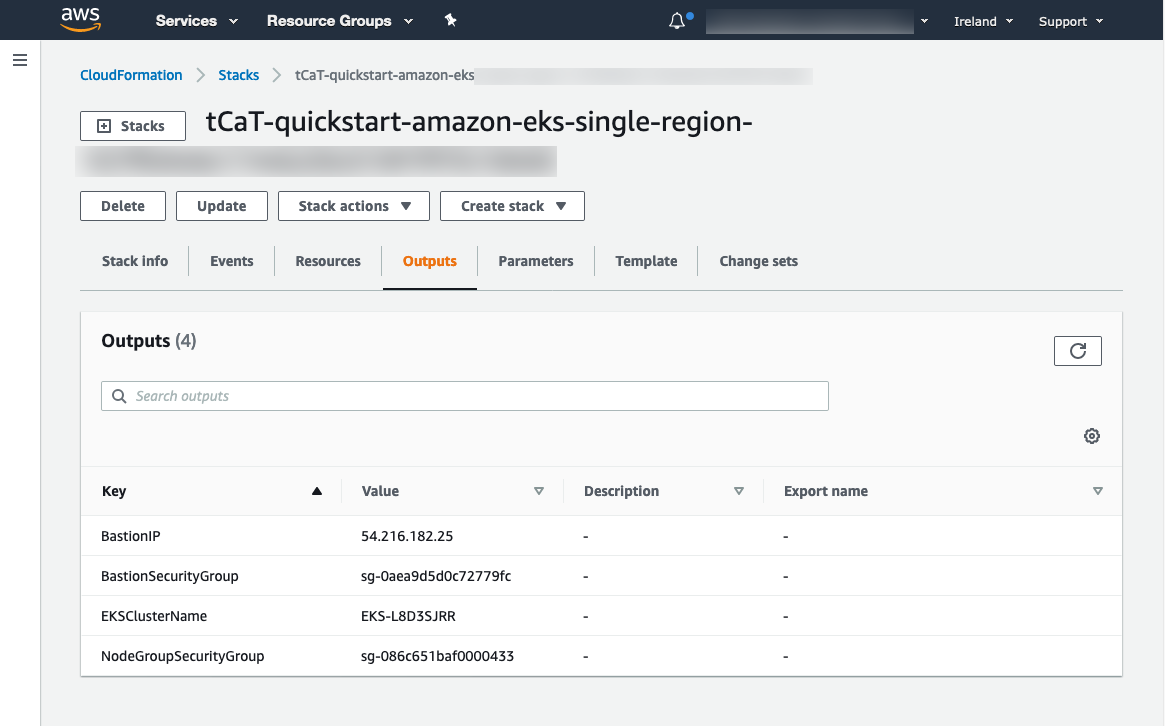 aws Services Resource Groups Ireland Support
CloudFormation Stacks tCaT-quickstart-amazon-eks
Stacks tCaT-quickstart-amazon-eks-single-region-
Delete Update Stack actions Create stack
Stack info Events Resources Outputs Parameters Template Change sets
Outputs (4)
Search outputs
Key Value Description Export name
BastionIP 54.216.182.25 - -
BastionSecurityGroup sg-0aea9d5d0c72779fc - -
EKSClusterName EKS-L8D3SJRR - -
NodeGroupSecurityGroup sg-086c651baf0000433 - -